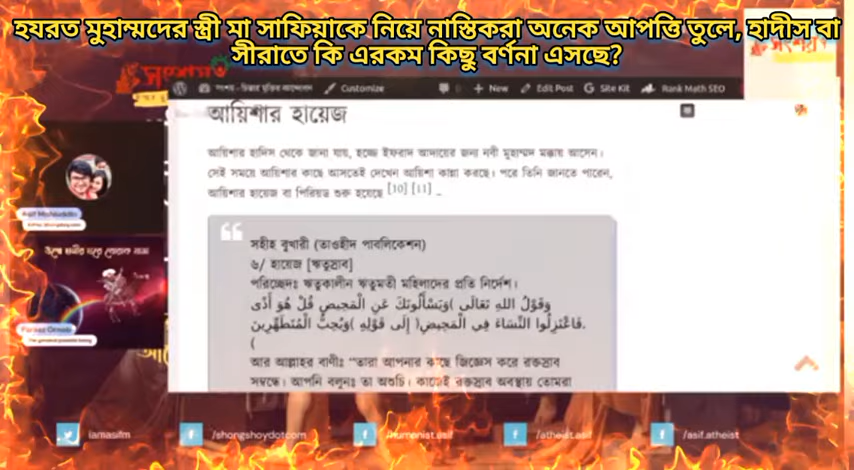 হযরত মুহাম্মদের স্ত্রী মা সাফিয়াকে নিয়ে নাস্তিকরা অনেক আপত্তি তুলে, হাদীস বা
সীরাতে কি এরকম কিছু বর্ণনা এসছে?
Customize
+ New
Edit Post
Site Kit
Rank Math SEO
আয়িশার হায়েজ
আয়িশার হাদিস থেকে জানা যায়, হজ্জে ইফরাদ আদায়ের জন্য নবী মুহাম্মদ মক্কায় আসেন।
সেই সময়ে আয়িশার কাছে আসতেই দেখেন আয়িশা কান্না করছে। পরে তিনি জানতে পারেন,
আয়িশার হায়েজ বা পিরিয়ড শুরু হয়েছে [10] [11] –
সহীহ বুখারী (তাওহীদ পাবলিকেশন)
৬/ হায়েজ [ঋতুস্রাব]
পরিচ্ছেদঃ ঋতুকালীন ঋতুমতী মহিলাদের প্রতি নির্দেশ।
وَقَوْلُ اللهِ تَعَالَى )وَيَسْأَلُونَكَ عَنِ الْمَحِيضِ قُلْ هُوَ أَذًى
فَاعْتَزِلُوا النِّسَاءَ فِي الْمَحِيضِ( إِلَى قَوْلِهِ )وَيُحِبُّ الْمُتَطَهِّرِينَ.
(
আর আল্লাহর বাণীঃ “তারা আপনার কাছে জিজ্ঞেস করে রক্তস্রাব
সম্বন্ধে। আপনি বলুনঃ তা অশুচি। কাজেই রক্তস্রাব অবস্থায় তোমরা
Asif Mohiuddin
iamasifm
/shongshoydotcom
/humanist.asif
/atheist.asif
/asif.atheist